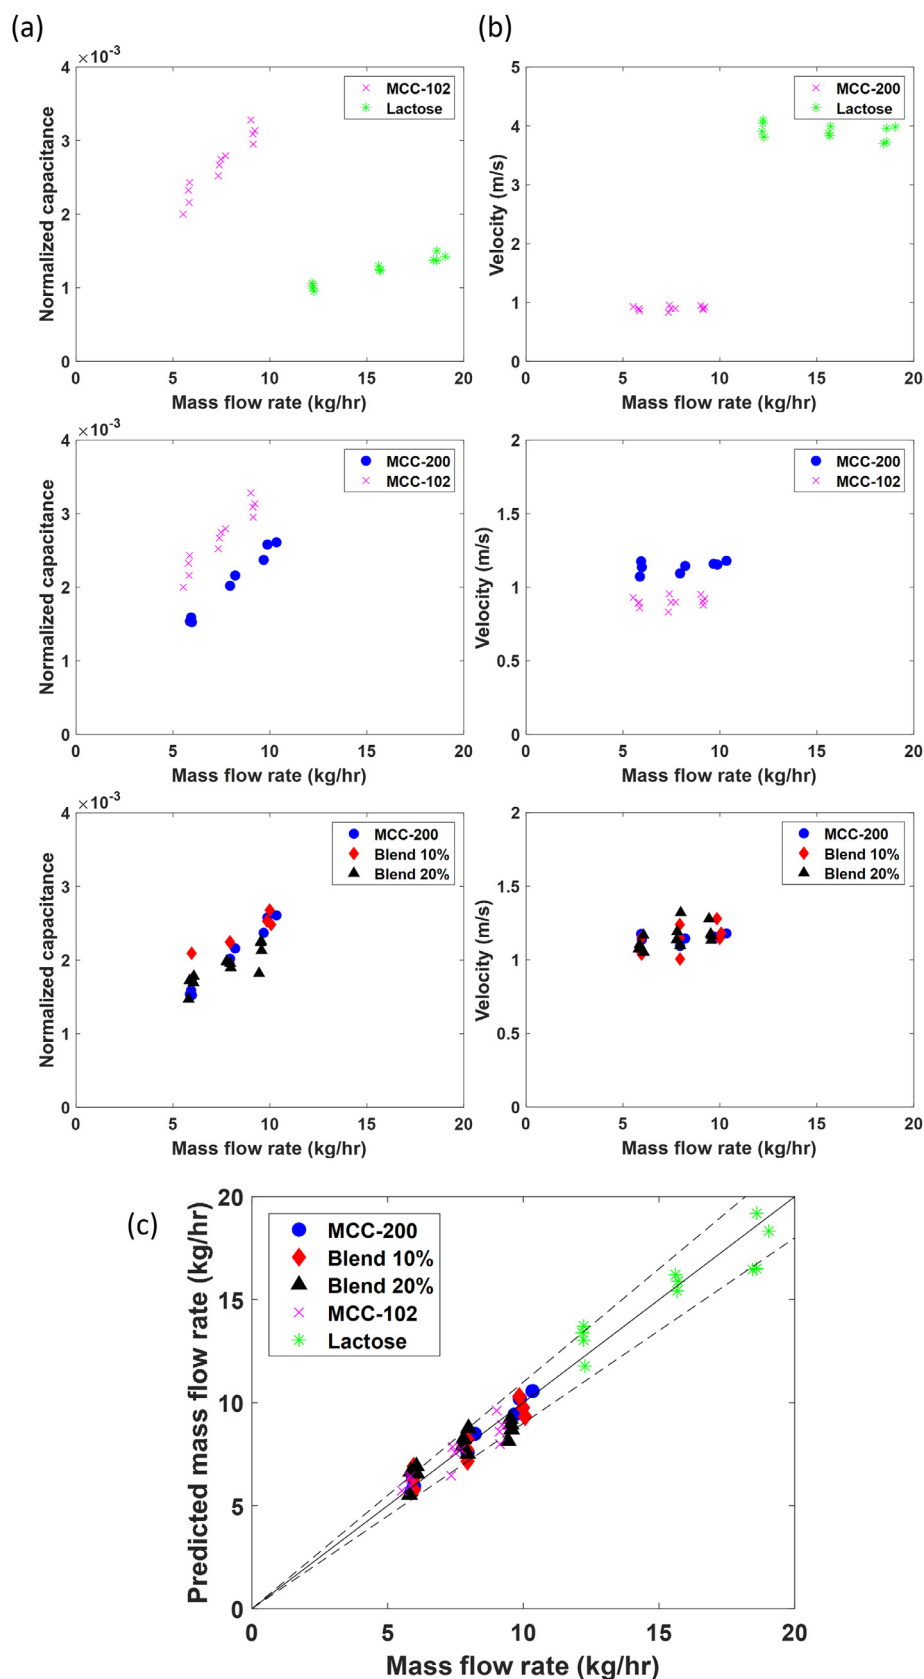 (a)
(b)
×10⁻³
4
3
2
1
0
Normalized capacitance
MCC-102
Lactose
0 5 10 15 20
Mass flow rate (kg/hr)
5
4
3
2
1
0
Velocity (m/s)
MCC-200
Lactose
0 5 10 15 20
Mass flow rate (kg/hr)
×10⁻³
4
3
2
1
0
Normalized capacitance
MCC-200
MCC-102
0 5 10 15 20
Mass flow rate (kg/hr)
2
1.5
1
0.5
0
Velocity (m/s)
MCC-200
MCC-102
0 5 10 15 20
Mass flow rate (kg/hr)
×10⁻³
4
3
2
1
0
Normalized capacitance
MCC-200
Blend 10%
Blend 20%
0 5 10 15 20
Mass flow rate (kg/hr)
2
1.5
1
0.5
0
Velocity (m/s)
MCC-200
Blend 10%
Blend 20%
0 5 10 15 20
Mass flow rate (kg/hr)
(c)
20
15
10
5
0
Predicted mass flow rate (kg/hr)
MCC-200
Blend 10%
Blend 20%
MCC-102
Lactose
0 5 10 15 20
Mass flow rate (kg/hr)